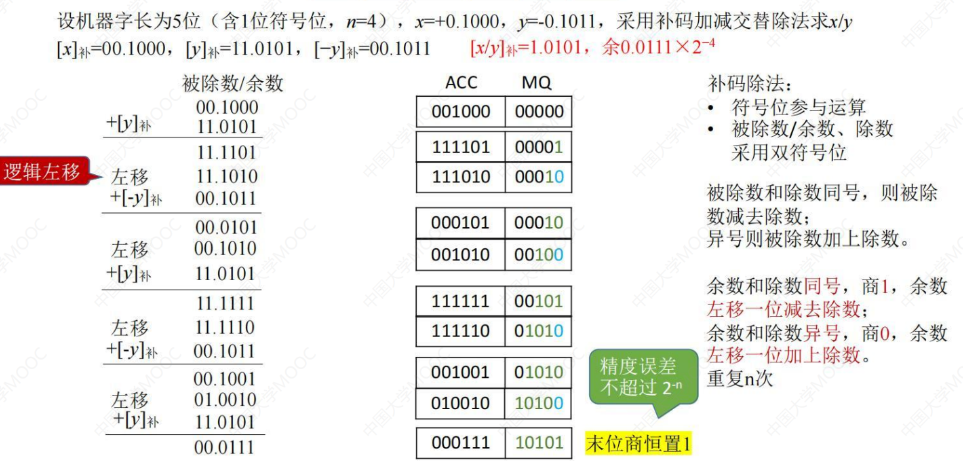 设机器字长为5位（含1位符号位，n=4），x=+0.1000，y=-0.1011，采用补码加减交替除法求x/y
[x]补=00.1000，[y]补=11.0101，[−y]补=00.1011 [x/y]补=1.0101，余0.0111×2⁻⁴
被除数/余数
00.1000
+[y]补 11.0101
11.1101
逻辑左移
左移 11.1010
+[-y]补 00.1011
00.0101
左移 00.1010
+[y]补 11.0101
11.1111
左移 11.1110
+[-y]补 00.1011
00.1001
左移 01.0010
+[y]补 11.0101
00.0111
ACC MQ
001000 00000
111101 00001
111010 00010
000101 00010
001010 00100
111111 00101
111110 01010
001001 01010
010010 10100
000111 10101
精度误差
不超过 2⁻ⁿ
末位商恒置1
补码除法：
• 符号位参与运算
• 被除数/余数、除数
采用双符号位
被除数和除数同号，则被除
数减去除数；
异号则被除数加上除数。
余数和除数同号，商1，余数
左移一位减去除数；
余数和除数异号，商0，余数
左移一位加上除数。
重复n次
中国大学MOOC